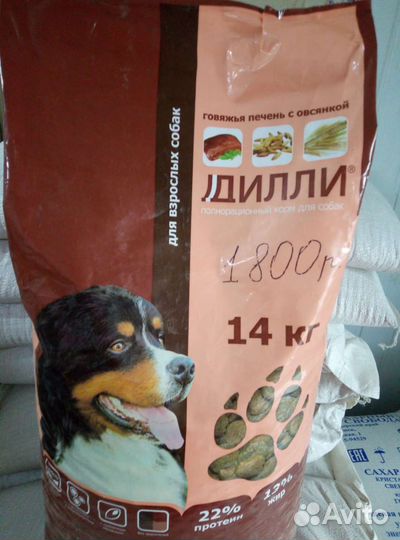 для взрослых собак
говяжья печень с овсянкой
ДИЛЛИ®
полнорационный корм для собак
1800р
14 кг
22%
протеин
12%
жир
САХАР
Avito